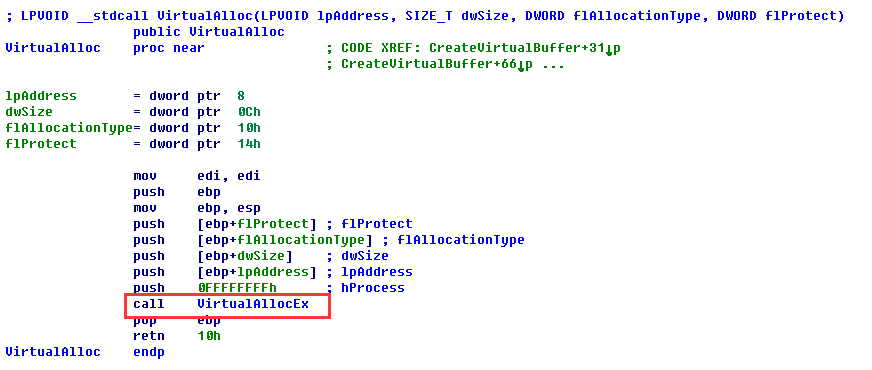 ; LPVOID __stdcall VirtualAlloc(LPVOID lpAddress, SIZE_T dwSize, DWORD flAllocationType, DWORD flProtect)
public VirtualAlloc
VirtualAlloc proc near ; CODE XREF: CreateVirtualBuffer+31↓p
; CreateVirtualBuffer+66↓p ...
lpAddress = dword ptr 8
dwSize = dword ptr 0Ch
flAllocationType= dword ptr 10h
flProtect = dword ptr 14h
mov edi, edi
push ebp
mov ebp, esp
push [ebp+flProtect] ; flProtect
push [ebp+flAllocationType] ; flAllocationType
push [ebp+dwSize] ; dwSize
push [ebp+lpAddress] ; lpAddress
push 0FFFFFFFFh ; hProcess
call VirtualAllocEx
pop ebp
retn 10h
VirtualAlloc endp